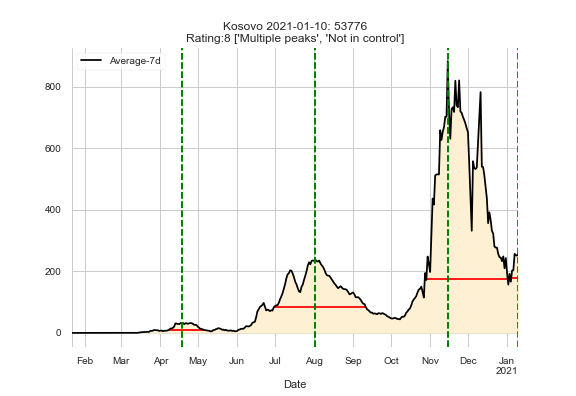 Kosovo 2021-01-10: 53776
Rating:8 ['Multiple peaks', 'Not in control']
Average-7d
800
600
400
200
0
Feb Mar Apr May Jun Jul Aug Sep Oct Nov Dec Jan
2021
Date